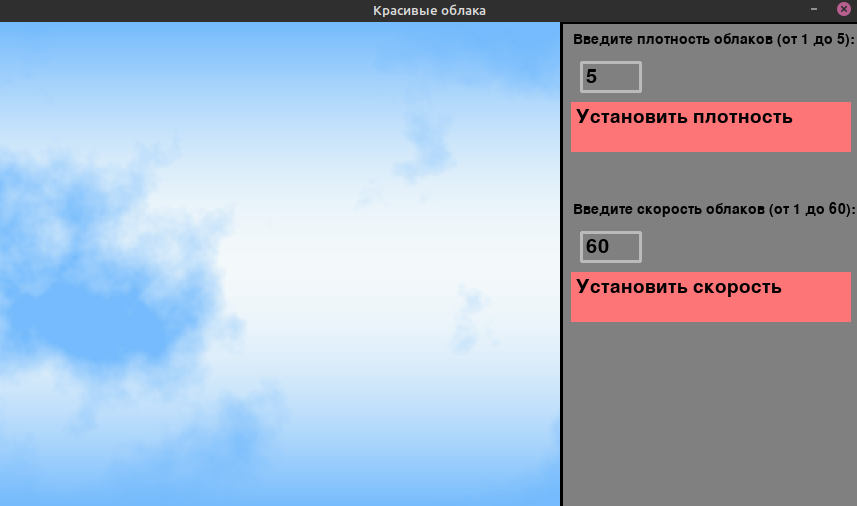 Красивые облака
Введите плотность облаков (от 1 до 5):
5
Установить плотность
Введите скорость облаков (от 1 до 60):
60
Установить скорость